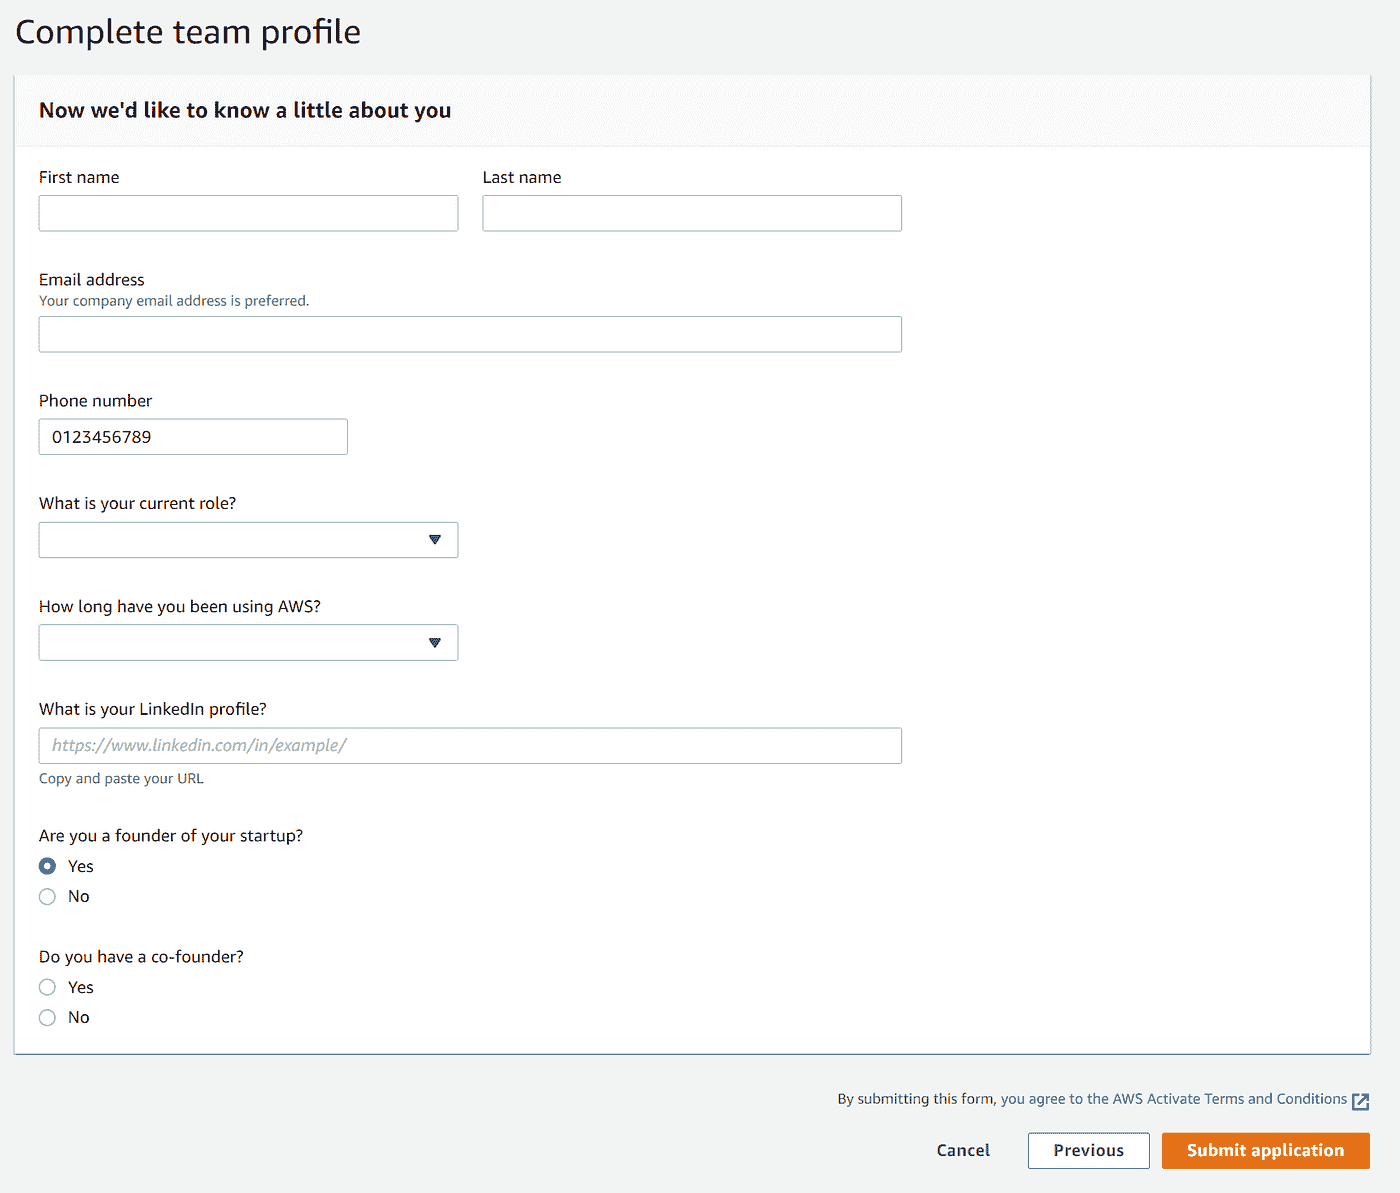 Complete team profile
Now we'd like to know a little about you
First name
Last name
Email address
Your company email address is preferred.
Phone number
0123456789
What is your current role?
How long have you been using AWS?
What is your LinkedIn profile?
https://www.linkedin.com/in/example/
Copy and paste your URL
Are you a founder of your startup?
Yes
No
Do you have a co-founder?
Yes
No
By submitting this form, you agree to the AWS Activate Terms and Conditions
Cancel
Previous
Submit application